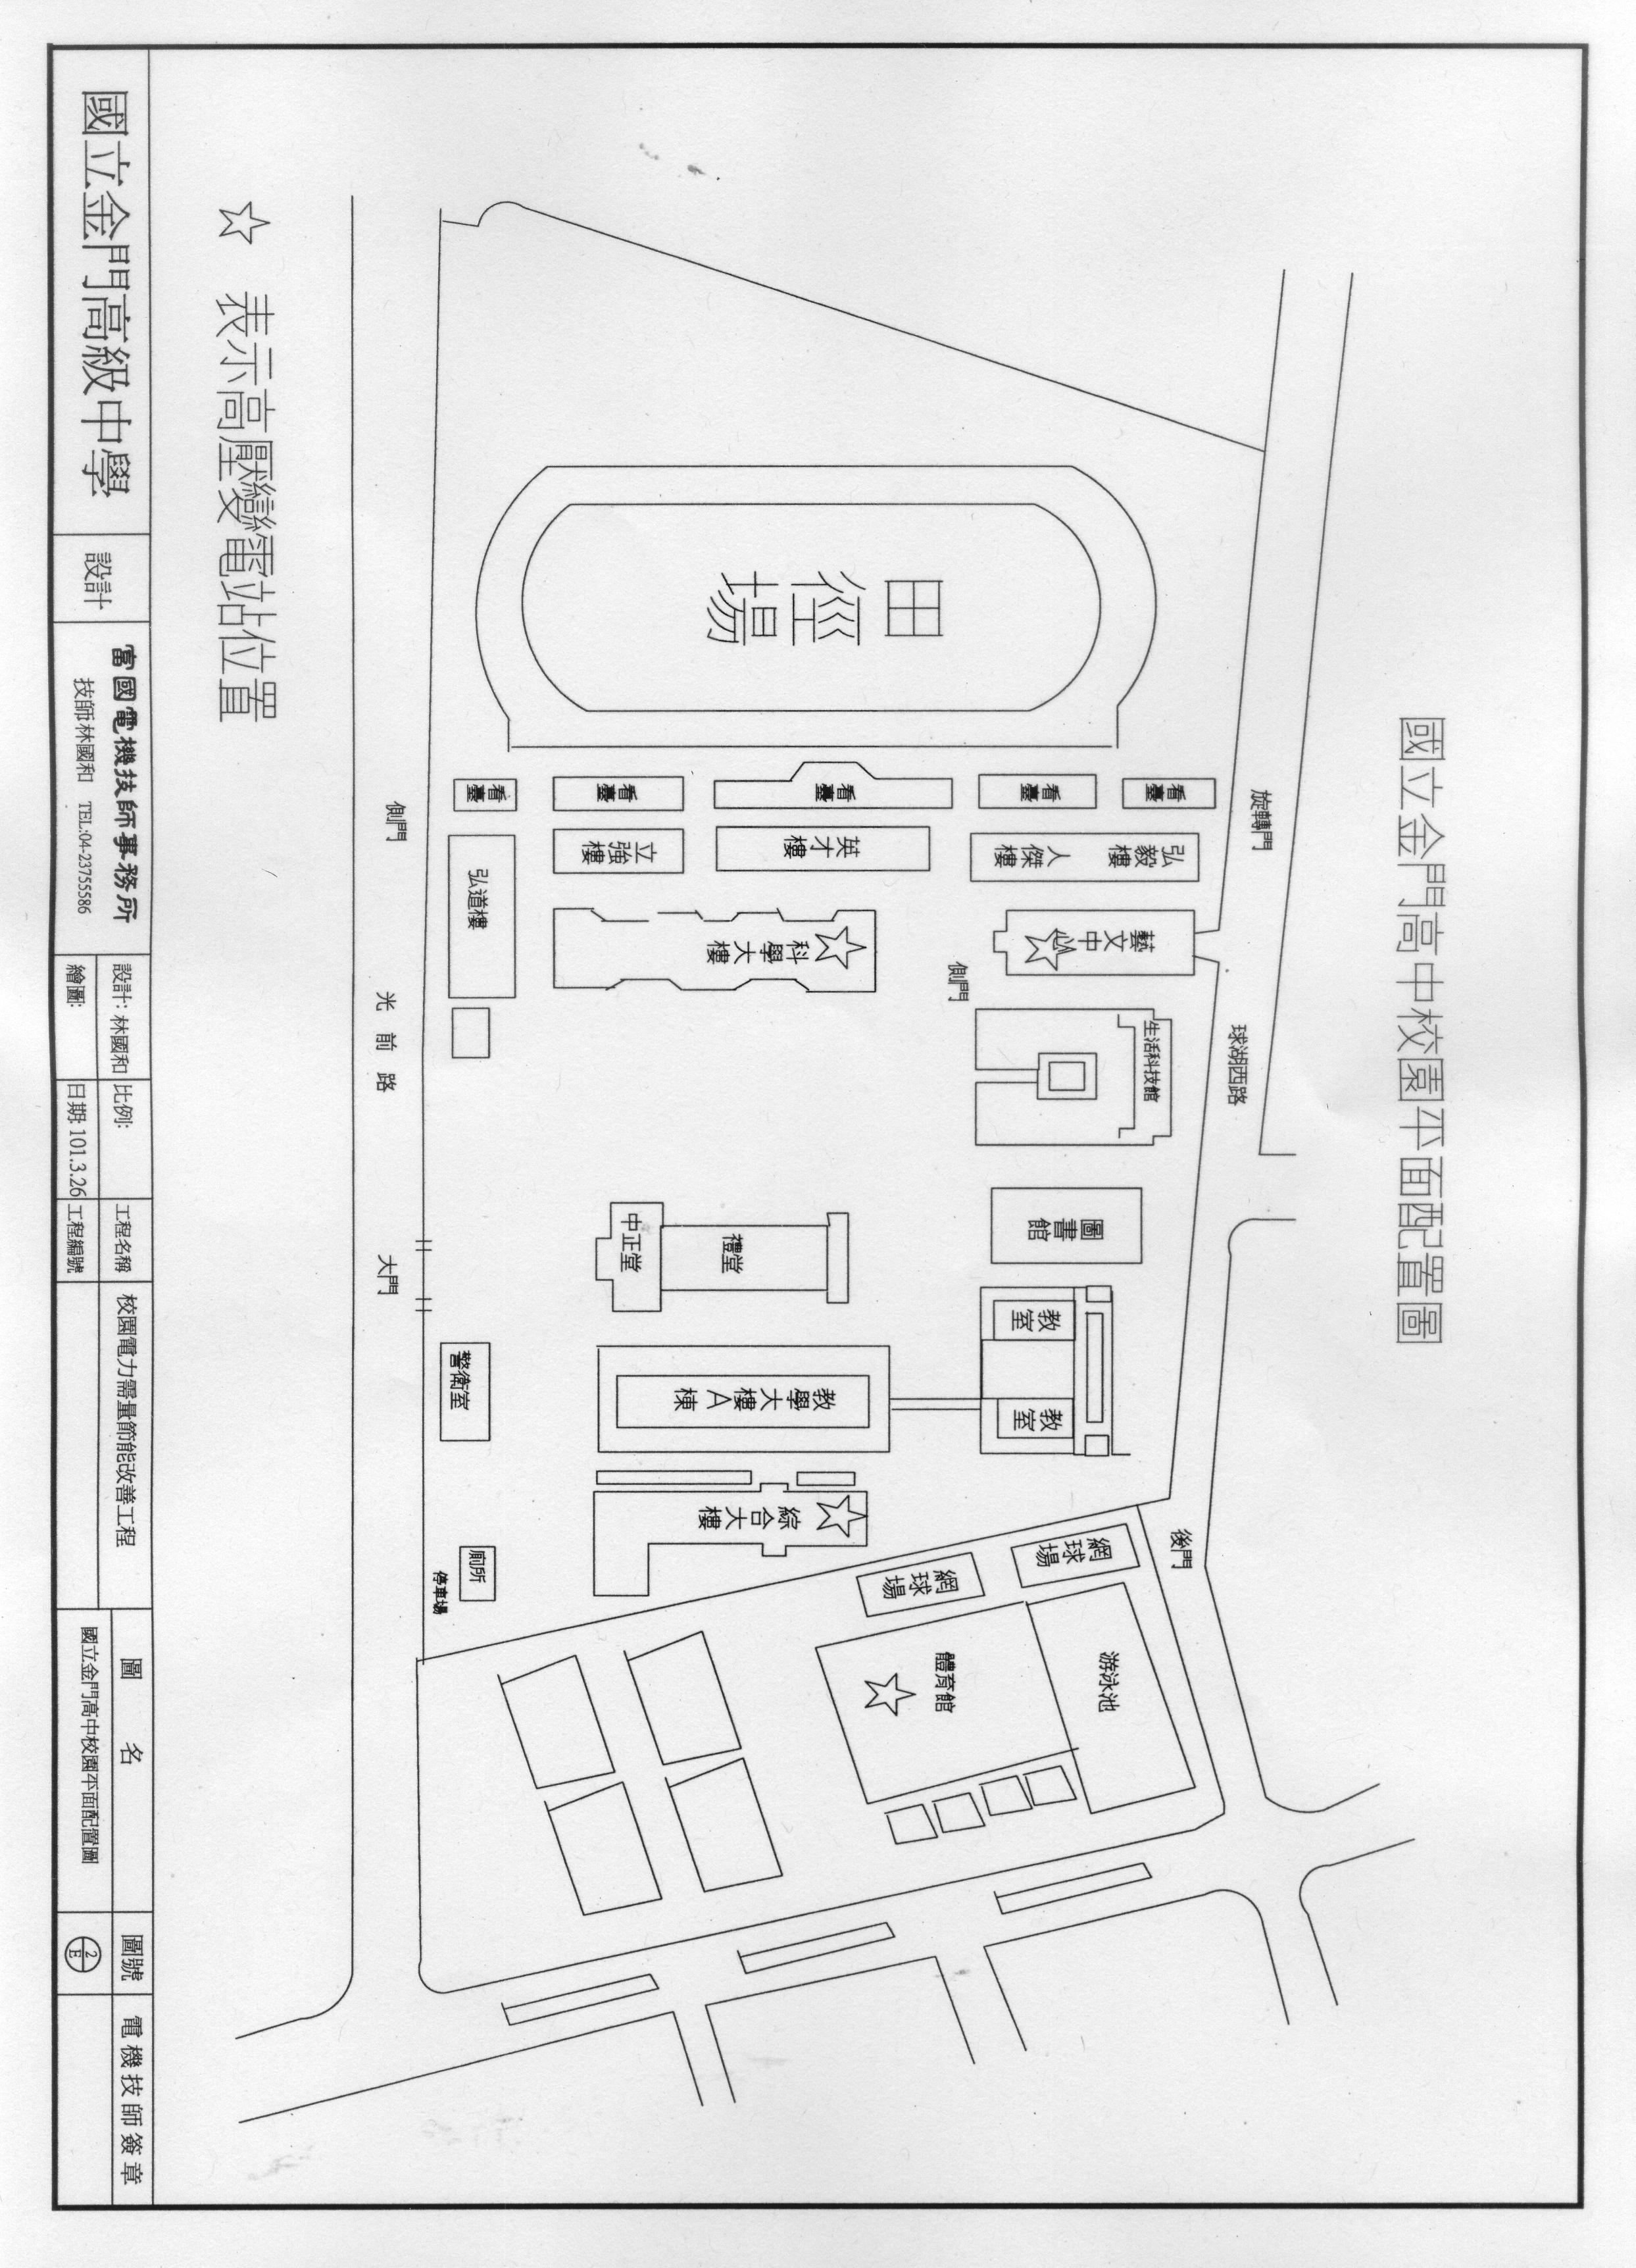 國立金門高中校園平面配置圖
旋轉門
球湖西路
後門
田徑場
看臺
看臺
看臺
看臺
看臺
弘毅樓 人傑樓
英才樓
立強樓
弘道樓
藝文中心
科學大樓
側門
生活科技館
圖書館
禮堂
中正堂
教室
教室
教學大樓A棟
綜合大樓
警衛室
廁所
停車場
網球場
網球場
游泳池
體育館
側門
光前路
大門
☆ 表示高壓變電站位置
國立金門高級中學
設計
富國電機技師事務所
技師林國和 TEL:04-23755586
設計: 林國和
繪圖:
比例:
日期: 101.3.26
工程名稱
工程編號
校園電力需量節能改善工程
圖名
國立金門高中校園平面配置圖
圖號
2
E
電機技師簽章